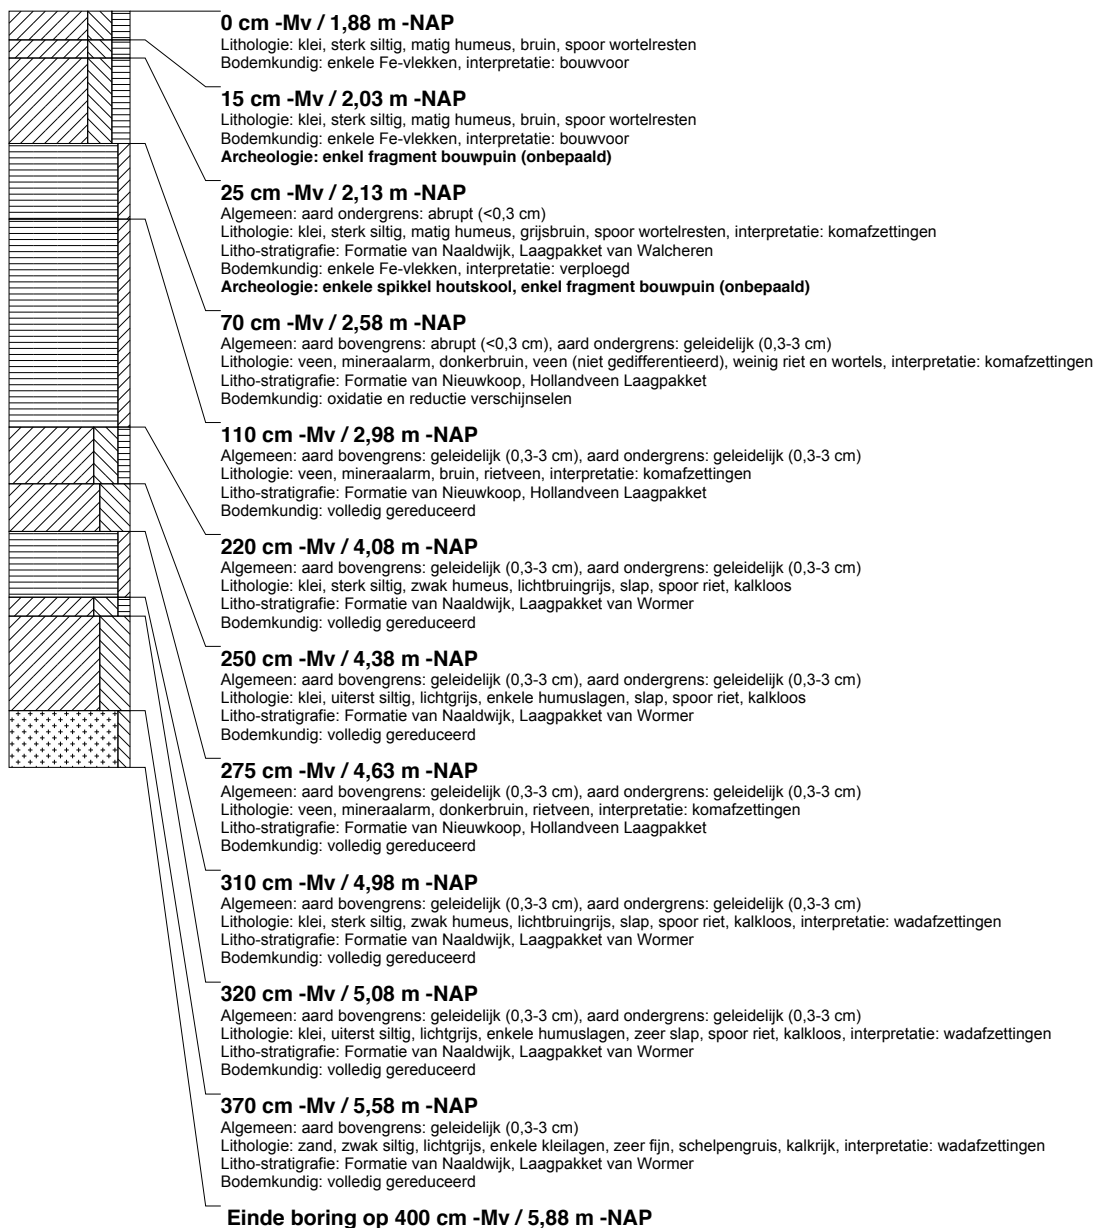 0 cm -Mv / 1,88 m -NAP
Lithologie: klei, sterk siltig, matig humeus, bruin, spoor wortelresten
Bodemkundig: enkele Fe-vlekken, interpretatie: bouwvoor
15 cm -Mv / 2,03 m -NAP
Lithologie: klei, sterk siltig, matig humeus, bruin, spoor wortelresten
Bodemkundig: enkele Fe-vlekken, interpretatie: bouwvoor
Archeologie: enkel fragment bouwpuin (onbepaald)
25 cm -Mv / 2,13 m -NAP
Algemeen: aard ondergrens: abrupt (<0,3 cm)
Lithologie: klei, sterk siltig, matig humeus, grijsbruin, spoor wortelresten, interpretatie: komafzettingen
Litho-stratigrafie: Formatie van Naaldwijk, Laagpakket van Walcheren
Bodemkundig: enkele Fe-vlekken, interpretatie: verploegd
Archeologie: enkele spikkel houtskool, enkel fragment bouwpuin (onbepaald)
70 cm -Mv / 2,58 m -NAP
Algemeen: aard bovengrens: abrupt (<0,3 cm), aard ondergrens: geleidelijk (0,3-3 cm)
Lithologie: veen, mineraalarm, donkerbruin, veen (niet gedifferentieerd), weinig riet en wortels, interpretatie: komafzettingen
Litho-stratigrafie: Formatie van Nieuwkoop, Hollandveen Laagpakket
Bodemkundig: oxidatie en reductie verschijnselen
110 cm -Mv / 2,98 m -NAP
Algemeen: aard bovengrens: geleidelijk (0,3-3 cm), aard ondergrens: geleidelijk (0,3-3 cm)
Lithologie: veen, mineraalarm, bruin, rietveen, interpretatie: komafzettingen
Litho-stratigrafie: Formatie van Nieuwkoop, Hollandveen Laagpakket
Bodemkundig: volledig gereduceerd
220 cm -Mv / 4,08 m -NAP
Algemeen: aard bovengrens: geleidelijk (0,3-3 cm), aard ondergrens: geleidelijk (0,3-3 cm)
Lithologie: klei, sterk siltig, zwak humeus, lichtbruingrijs, slap, spoor riet, kalkloos
Litho-stratigrafie: Formatie van Naaldwijk, Laagpakket van Wormer
Bodemkundig: volledig gereduceerd
250 cm -Mv / 4,38 m -NAP
Algemeen: aard bovengrens: geleidelijk (0,3-3 cm), aard ondergrens: geleidelijk (0,3-3 cm)
Lithologie: klei, uiterst siltig, lichtgrijs, enkele humuslagen, slap, spoor riet, kalkloos
Litho-stratigrafie: Formatie van Naaldwijk, Laagpakket van Wormer
Bodemkundig: volledig gereduceerd
275 cm -Mv / 4,63 m -NAP
Algemeen: aard bovengrens: geleidelijk (0,3-3 cm), aard ondergrens: geleidelijk (0,3-3 cm)
Lithologie: veen, mineraalarm, donkerbruin, rietveen, interpretatie: komafzettingen
Litho-stratigrafie: Formatie van Nieuwkoop, Hollandveen Laagpakket
Bodemkundig: volledig gereduceerd
310 cm -Mv / 4,98 m -NAP
Algemeen: aard bovengrens: geleidelijk (0,3-3 cm), aard ondergrens: geleidelijk (0,3-3 cm)
Lithologie: klei, sterk siltig, zwak humeus, lichtbruingrijs, slap, spoor riet, kalkloos, interpretatie: wadafzettingen
Litho-stratigrafie: Formatie van Naaldwijk, Laagpakket van Wormer
Bodemkundig: volledig gereduceerd
320 cm -Mv / 5,08 m -NAP
Algemeen: aard bovengrens: geleidelijk (0,3-3 cm), aard ondergrens: geleidelijk (0,3-3 cm)
Lithologie: klei, uiterst siltig, lichtgrijs, enkele humuslagen, zeer slap, spoor riet, kalkloos, interpretatie: wadafzettingen
Litho-stratigrafie: Formatie van Naaldwijk, Laagpakket van Wormer
Bodemkundig: volledig gereduceerd
370 cm -Mv / 5,58 m -NAP
Algemeen: aard bovengrens: geleidelijk (0,3-3 cm)
Lithologie: zand, zwak siltig, lichtgrijs, enkele kleilagen, zeer fijn, schelpengruis, kalkrijk, interpretatie: wadafzettingen
Litho-stratigrafie: Formatie van Naaldwijk, Laagpakket van Wormer
Bodemkundig: volledig gereduceerd
Einde boring op 400 cm -Mv / 5,88 m -NAP